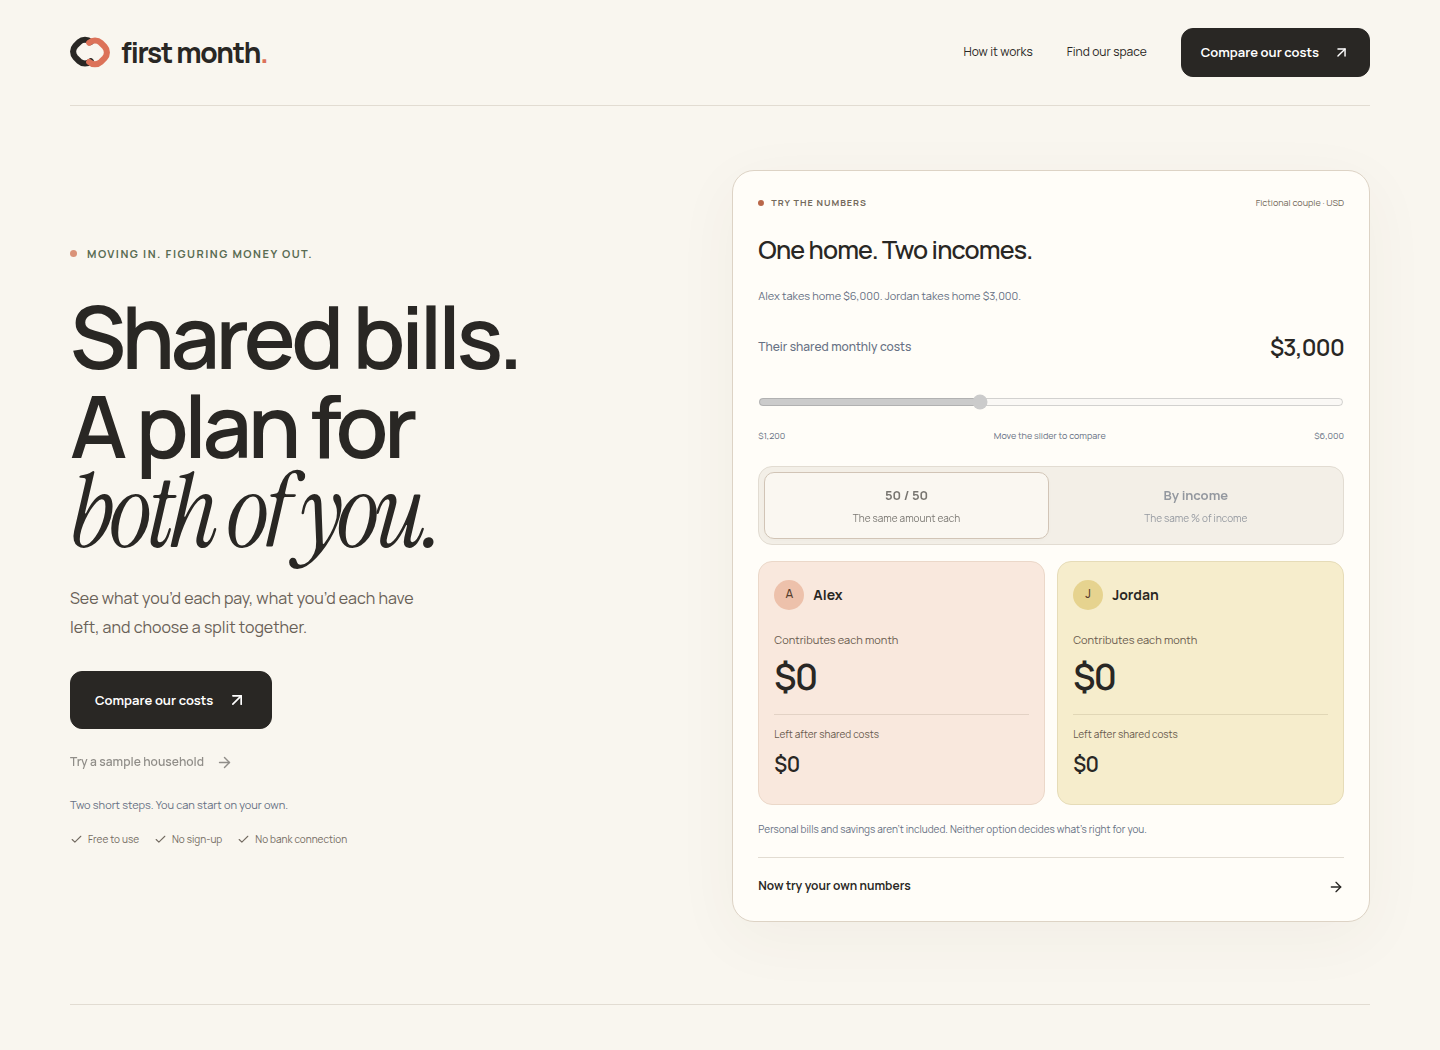 first month.
How it works
Find our space
Compare our costs
MOVING IN. FIGURING MONEY OUT.
Shared bills.
A plan for
both of you.
See what you'd each pay, what you'd each have
left, and choose a split together.
Compare our costs
Try a sample household
Two short steps. You can start on your own.
Free to use
No sign-up
No bank connection
TRY THE NUMBERS
Fictional couple · USD
One home. Two incomes.
Alex takes home $6,000. Jordan takes home $3,000.
Their shared monthly costs
$3,000
$1,200
Move the slider to compare
$6,000
50 / 50
The same amount each
By income
The same % of income
A
Alex
Contributes each month
$0
Left after shared costs
$0
J
Jordan
Contributes each month
$0
Left after shared costs
$0
Personal bills and savings aren't included. Neither option decides what's right for you.
Now try your own numbers